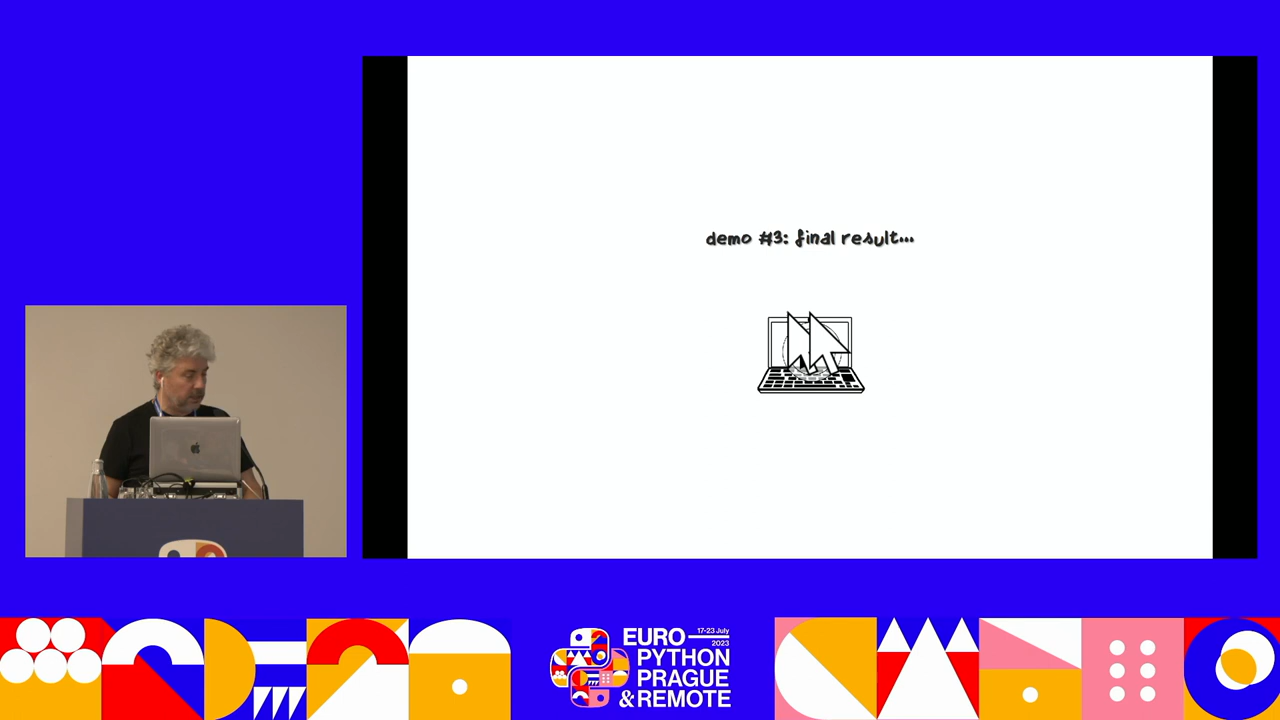 demo #3: final result...
EURO
17-23 July
2023
PYTHON
PRAGUE
& REMOTE